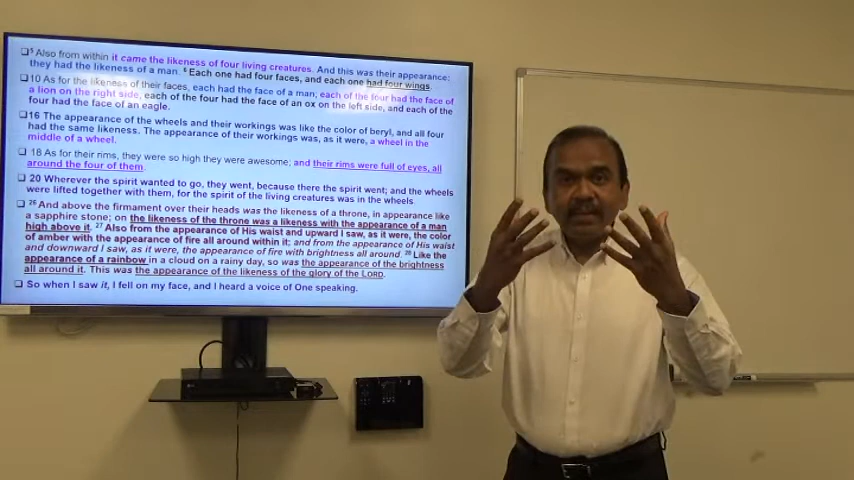 ❑⁵ Also from within it came the likeness of four living creatures. And this was their appearance:
they had the likeness of a man. ⁶ Each one had four faces, and each one had four wings.
❑10 As for the likeness of their faces, each had the face of a man; each of the four had the face of
a lion on the right side, each of the four had the face of an ox on the left side, and each of the
four had the face of an eagle.
❑16 The appearance of the wheels and their workings was like the color of beryl, and all four
had the same likeness. The appearance of their workings was, as it were, a wheel in the
middle of a wheel.
❑ 18 As for their rims, they were so high they were awesome; and their rims were full of eyes, all
around the four of them.
❑ 20 Wherever the spirit wanted to go, they went, because there the spirit went; and the wheels
were lifted together with them, for the spirit of the living creatures was in the wheels.
❑ ²⁶ And above the firmament over their heads was the likeness of a throne, in appearance like
a sapphire stone; on the likeness of the throne was a likeness with the appearance of a man
high above it. ²⁷ Also from the appearance of His waist and upward I saw, as it were, the color
of amber with the appearance of fire all around within it; and from the appearance of His waist
and downward I saw, as it were, the appearance of fire with brightness all around. ²⁸ Like the
appearance of a rainbow in a cloud on a rainy day, so was the appearance of the brightness
all around it. This was the appearance of the likeness of the glory of the LORD.
❑ So when I saw it, I fell on my face, and I heard a voice of One speaking.